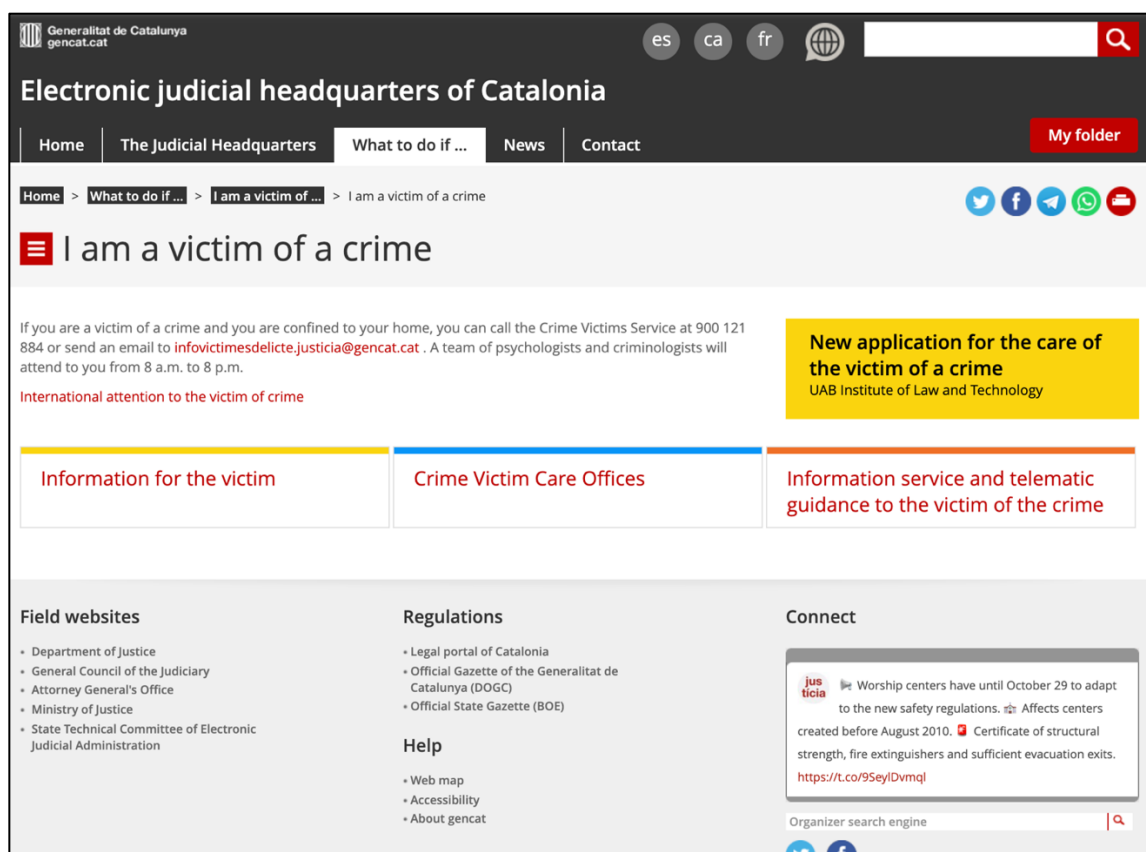 Generalitat de Catalunya
gencat.cat
es ca fr
Electronic judicial headquarters of Catalonia
Home
The Judicial Headquarters
What to do if ...
News
Contact
My folder
Home > What to do if ... > I am a victim of ... > I am a victim of a crime
I am a victim of a crime
If you are a victim of a crime and you are confined to your home, you can call the Crime Victims Service at 900 121
884 or send an email to infovictimesdelicte.justicia@gencat.cat . A team of psychologists and criminologists will
attend to you from 8 a.m. to 8 p.m.
International attention to the victim of crime
New application for the care of
the victim of a crime
UAB Institute of Law and Technology
Information for the victim
Crime Victim Care Offices
Information service and telematic
guidance to the victim of the crime
Field websites
• Department of Justice
• General Council of the Judiciary
• Attorney General's Office
• Ministry of Justice
• State Technical Committee of Electronic
Judicial Administration
Regulations
• Legal portal of Catalonia
• Official Gazette of the Generalitat de
Catalunya (DOGC)
• Official State Gazette (BOE)
Help
• Web map
• Accessibility
• About gencat
Connect
jus
tícia
Worship centers have until October 29 to adapt
to the new safety regulations. Affects centers
created before August 2010. Certificate of structural
strength, fire extinguishers and sufficient evacuation exits.
https://t.co/9SeylDvmql
Organizer search engine